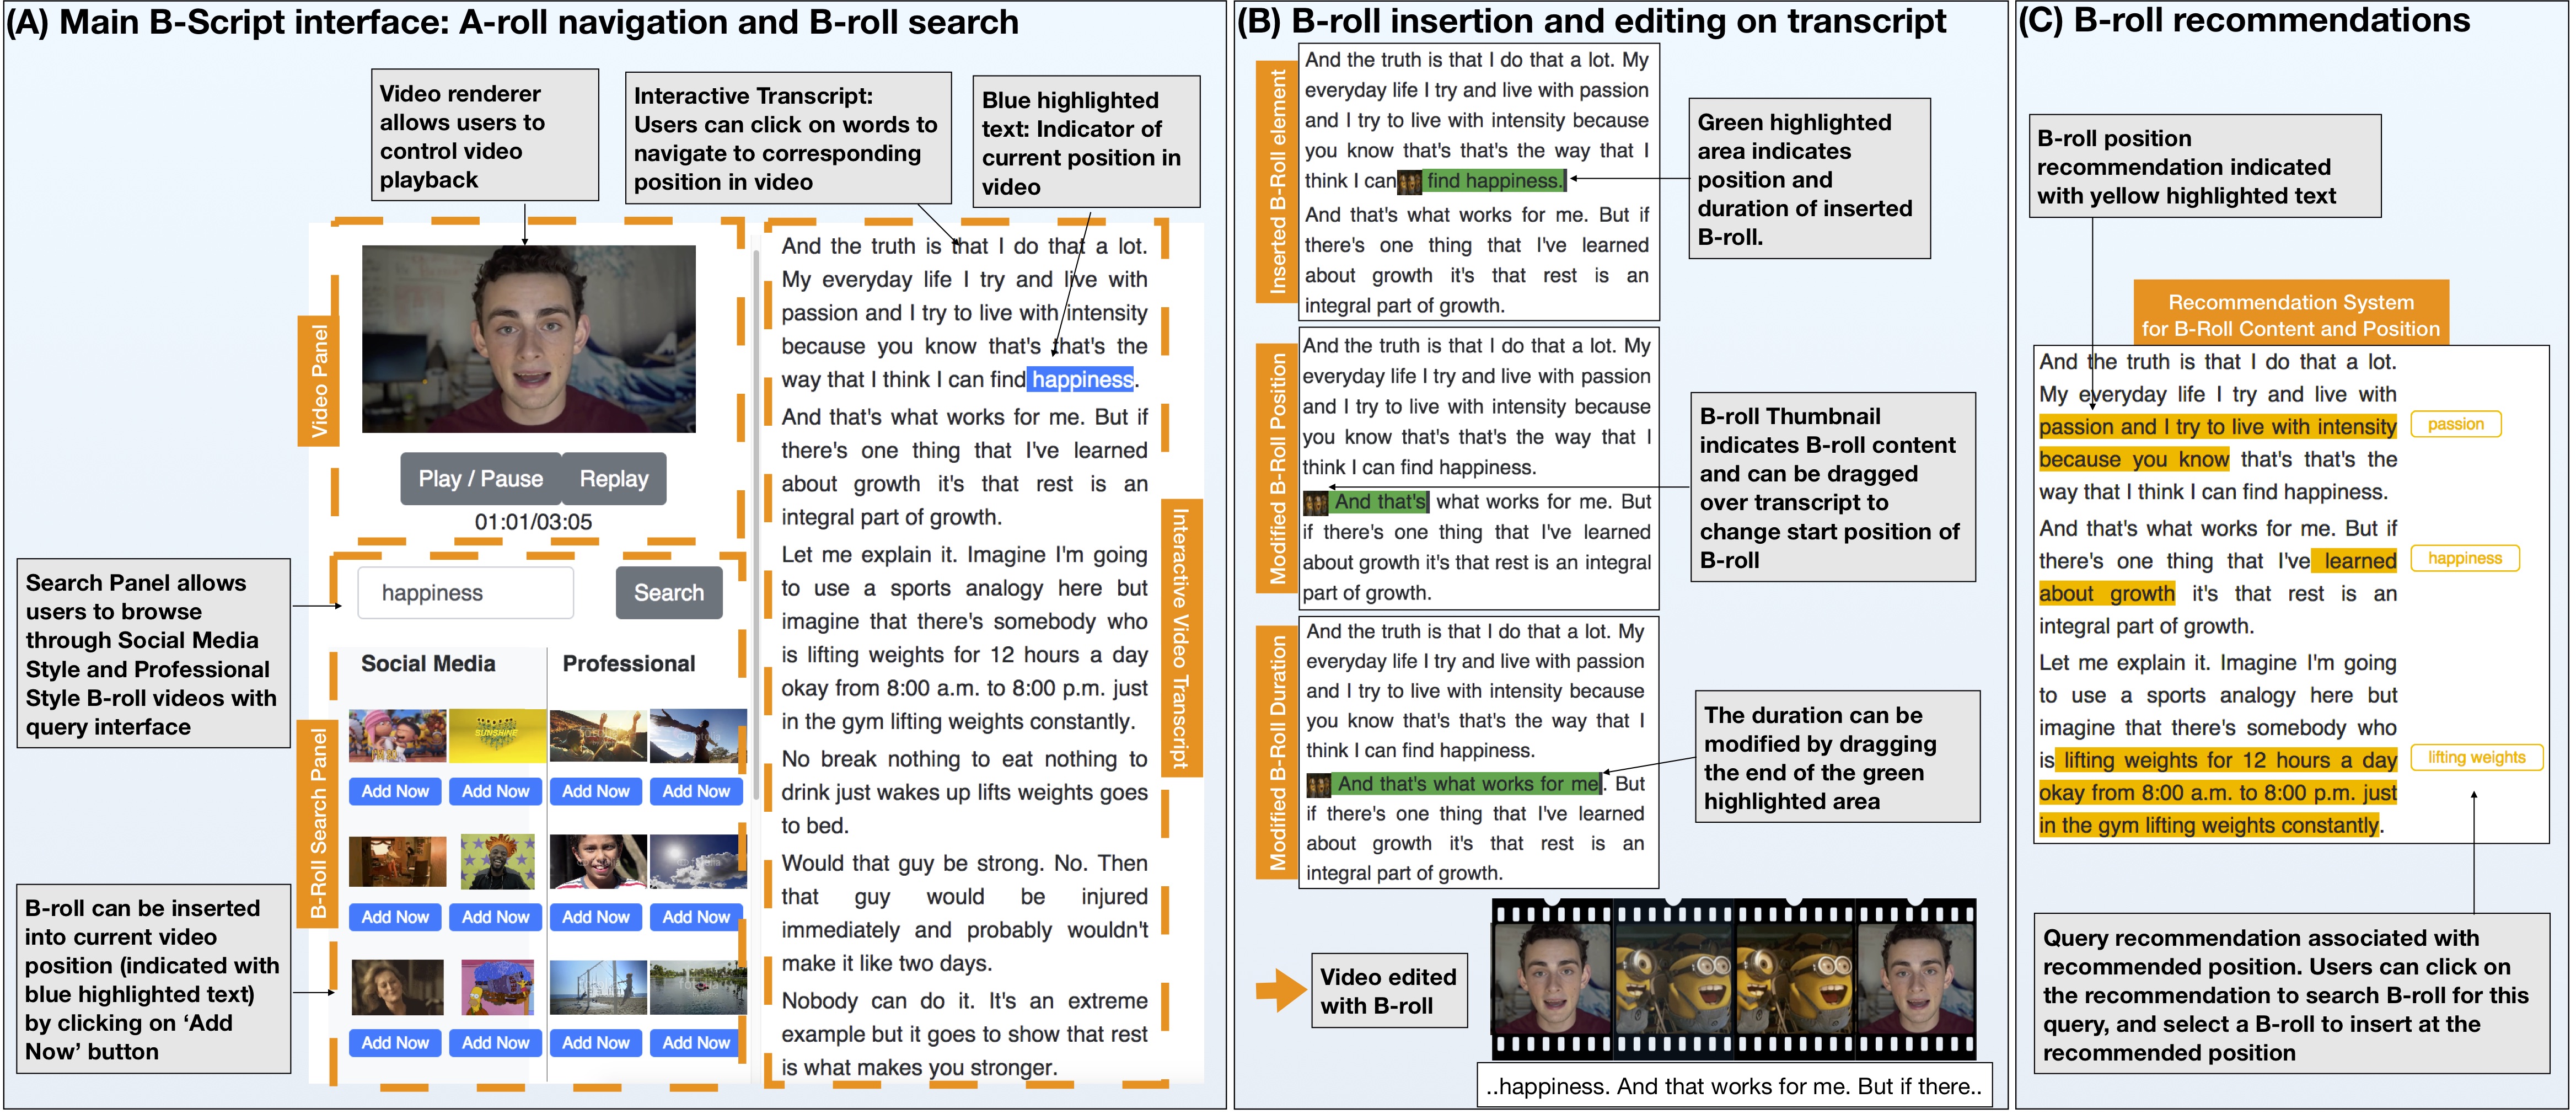 (A) Main B-Script interface: A-roll navigation and B-roll search
Video renderer
allows users to
control video
playback
Interactive Transcript:
Users can click on words to
navigate to corresponding
position in video
Blue highlighted
text: Indicator of
current position in
video
Video Panel
Play / Pause
Replay
01:01/03:05
Search Panel allows
users to browse
through Social Media
Style and Professional
Style B-roll videos with
query interface
B-roll can be inserted
into current video
position (indicated with
blue highlighted text)
by clicking on ‘Add
Now’ button
B-Roll Search Panel
happiness
Search
Social Media
Professional
SUNSHINE
Add Now
Add Now
Add Now
Add Now
Add Now
Add Now
Add Now
Add Now
Add Now
Add Now
Add Now
Add Now
And the truth is that I do that a lot.
My everyday life I try and live with
passion and I try to live with intensity
because you know that's that's the
way that I think I can find happiness.
And that's what works for me. But if
there's one thing that I've learned
about growth it's that rest is an
integral part of growth.
Let me explain it. Imagine I'm going
to use a sports analogy here but
imagine that there's somebody who
is lifting weights for 12 hours a day
okay from 8:00 a.m. to 8:00 p.m. just
in the gym lifting weights constantly.
No break nothing to eat nothing to
drink just wakes up lifts weights goes
to bed.
Would that guy be strong. No. Then
that guy would be injured
immediately and probably wouldn't
make it like two days.
Nobody can do it. It's an extreme
example but it goes to show that rest
is what makes you stronger.
Interactive Video Transcript
(B) B-roll insertion and editing on transcript
Inserted B-Roll element
And the truth is that I do that a lot. My
everyday life I try and live with passion
and I try to live with intensity because
you know that's that's the way that I
think I can find happiness.
And that's what works for me. But if
there's one thing that I've learned
about growth it's that rest is an
integral part of growth.
Green highlighted
area indicates
position and
duration of inserted
B-roll.
Modified B-Roll Position
And the truth is that I do that a lot. My
everyday life I try and live with passion
and I try to live with intensity because
you know that's that's the way that I
think I can find happiness.
And that's what works for me. But
if there's one thing that I've learned
about growth it's that rest is an integral
part of growth.
B-roll Thumbnail
indicates B-roll content
and can be dragged
over transcript to
change start position of
B-roll
Modified B-Roll Duration
And the truth is that I do that a lot. My
everyday life I try and live with passion
and I try to live with intensity because
you know that's that's the way that I
think I can find happiness.
And that's what works for me. But
if there's one thing that I've learned
about growth it's that rest is an
integral part of growth.
The duration can be
modified by dragging
the end of the green
highlighted area
Video edited
with B-roll
..happiness. And that works for me. But if there..
(C) B-roll recommendations
B-roll position
recommendation indicated
with yellow highlighted text
Recommendation System
for B-Roll Content and Position
And the truth is that I do that a lot.
My everyday life I try and live with
passion and I try to live with intensity
because you know that's that's the
way that I think I can find happiness.
And that's what works for me. But if
there's one thing that I've learned
about growth it's that rest is an
integral part of growth.
Let me explain it. Imagine I'm going
to use a sports analogy here but
imagine that there's somebody who
is lifting weights for 12 hours a day
okay from 8:00 a.m. to 8:00 p.m. just
in the gym lifting weights constantly.
passion
happiness
lifting weights
Query recommendation associated with
recommended position. Users can click on
the recommendation to search B-roll for this
query, and select a B-roll to insert at the
recommended position